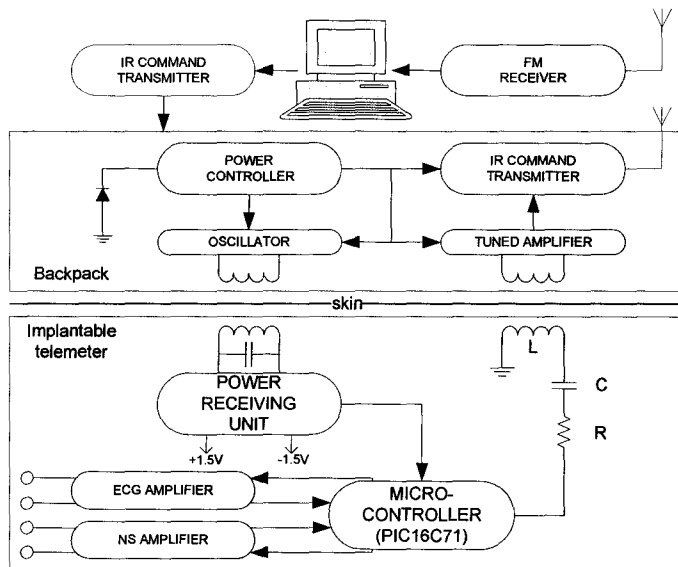 IR COMMAND
TRANSMITTER
FM
RECEIVER
POWER
CONTROLLER
IR COMMAND
TRANSMITTER
OSCILLATOR
TUNED AMPLIFIER
Backpack
skin
Implantable
telemeter
L
C
R
POWER
RECEIVING
UNIT
+1.5V
-1.5V
ECG AMPLIFIER
NS AMPLIFIER
MICRO-
CONTROLLER
(PIC16C71)